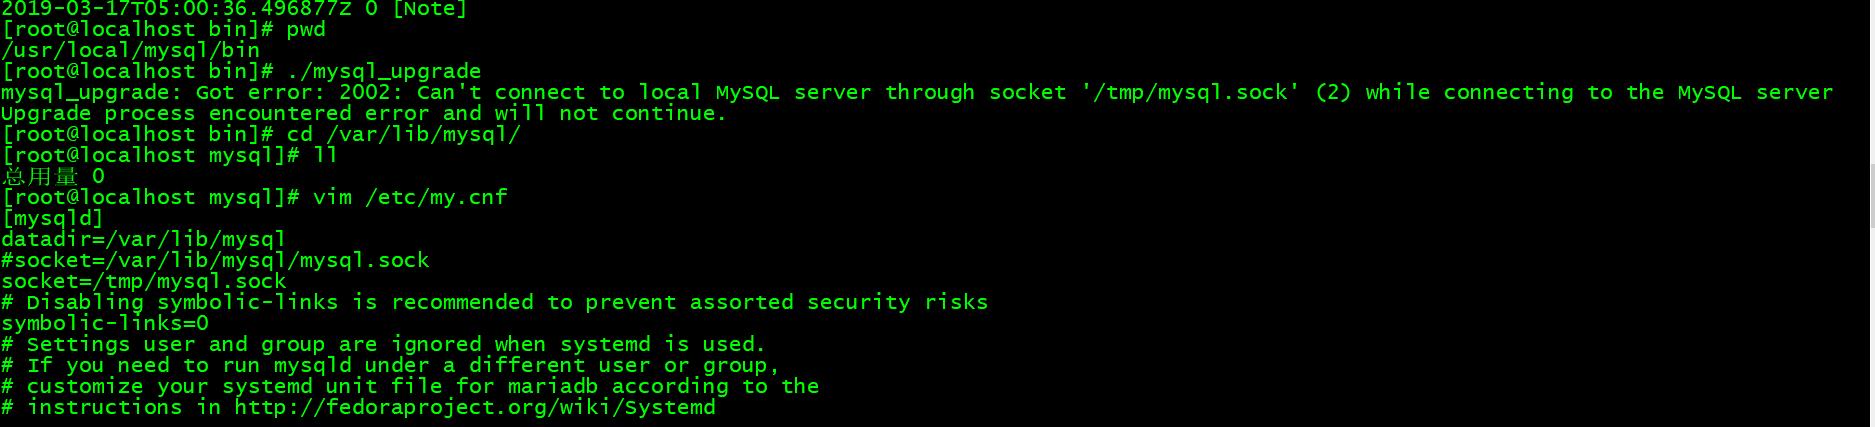 2019-03-17T05:00:36.496877Z 0 [Note]
[root@localhost bin]# pwd
/usr/local/mysql/bin
[root@localhost bin]# ./mysql_upgrade
mysql_upgrade: Got error: 2002: Can't connect to local MySQL server through socket '/tmp/mysql.sock' (2) while connecting to the MySQL server
Upgrade process encountered error and will not continue.
[root@localhost bin]# cd /var/lib/mysql/
[root@localhost mysql]# ll
总用量 0
[root@localhost mysql]# vim /etc/my.cnf
[mysqld]
datadir=/var/lib/mysql
#socket=/var/lib/mysql/mysql.sock
socket=/tmp/mysql.sock
# Disabling symbolic-links is recommended to prevent assorted security risks
symbolic-links=0
# Settings user and group are ignored when systemd is used.
# If you need to run mysqld under a different user or group,
# customize your systemd unit file for mariadb according to the
# instructions in http://fedoraproject.org/wiki/Systemd